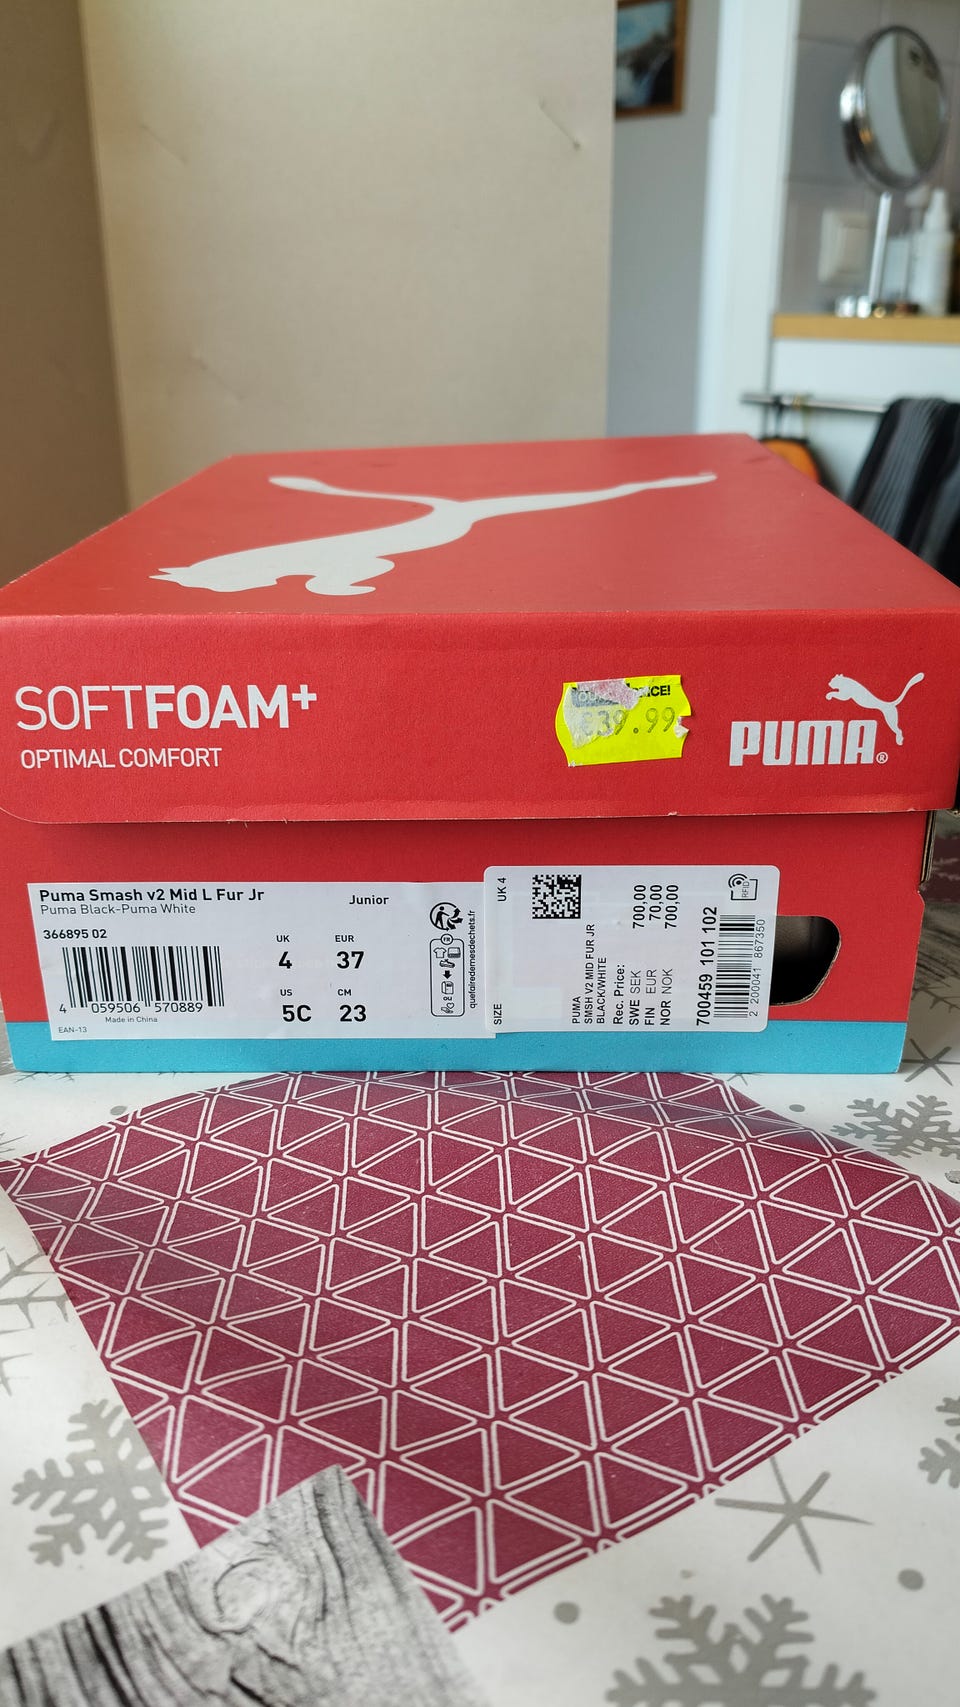 SOFTFOAM+
OPTIMAL COMFORT
39.99
PUMA®
Puma Smash v2 Mid L Fur Jr
Puma Black-Puma White
Junior
366895 02
UK
EUR
4
37
US
CM
5C
23
4 059506 570889
Made in China
EAN-13
FR
quefairedemesdechets.fr
SIZE
UK 4
PUMA
SMSH V2 MID FUR JR
BLACK/WHITE
Rec. Price:
SWE SEK 700,00
FIN EUR 70,00
NOR NOK 700,00
700459 101 102
2 200041 867350
RFID